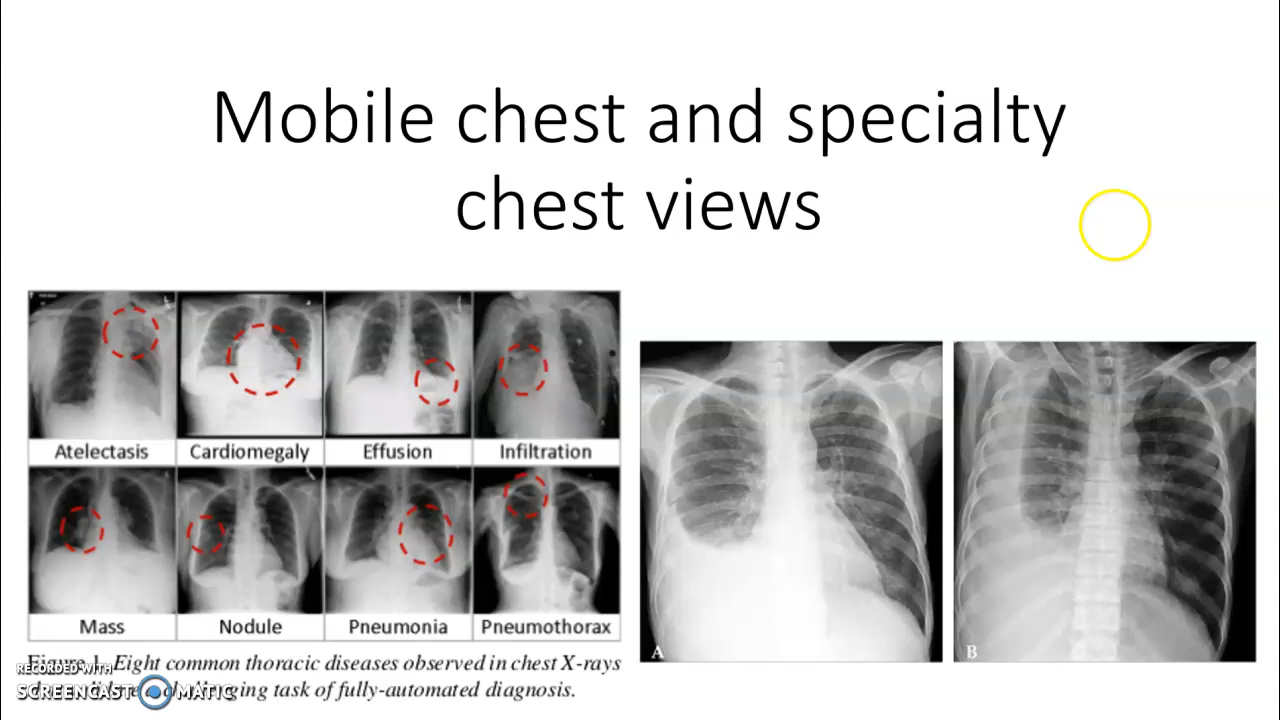 Mobile chest and specialty
chest views
Atelectasis Cardiomegaly Effusion Infiltration
Mass Nodule Pneumonia Pneumothorax
A B
Eight common thoracic diseases observed in chest X-rays
task of fully-automated diagnosis.
RECORDED WITH
SCREENCAST MATIC